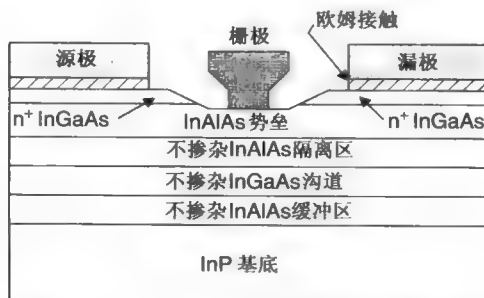 欧姆接触
栅极
源极
漏极
n⁺ InGaAs
n⁺ InGaAs
InAlAs 势垒
不掺杂InAlAs隔离区
不掺杂InGaAs沟道
不掺杂InAlAs缓冲区
InP 基底